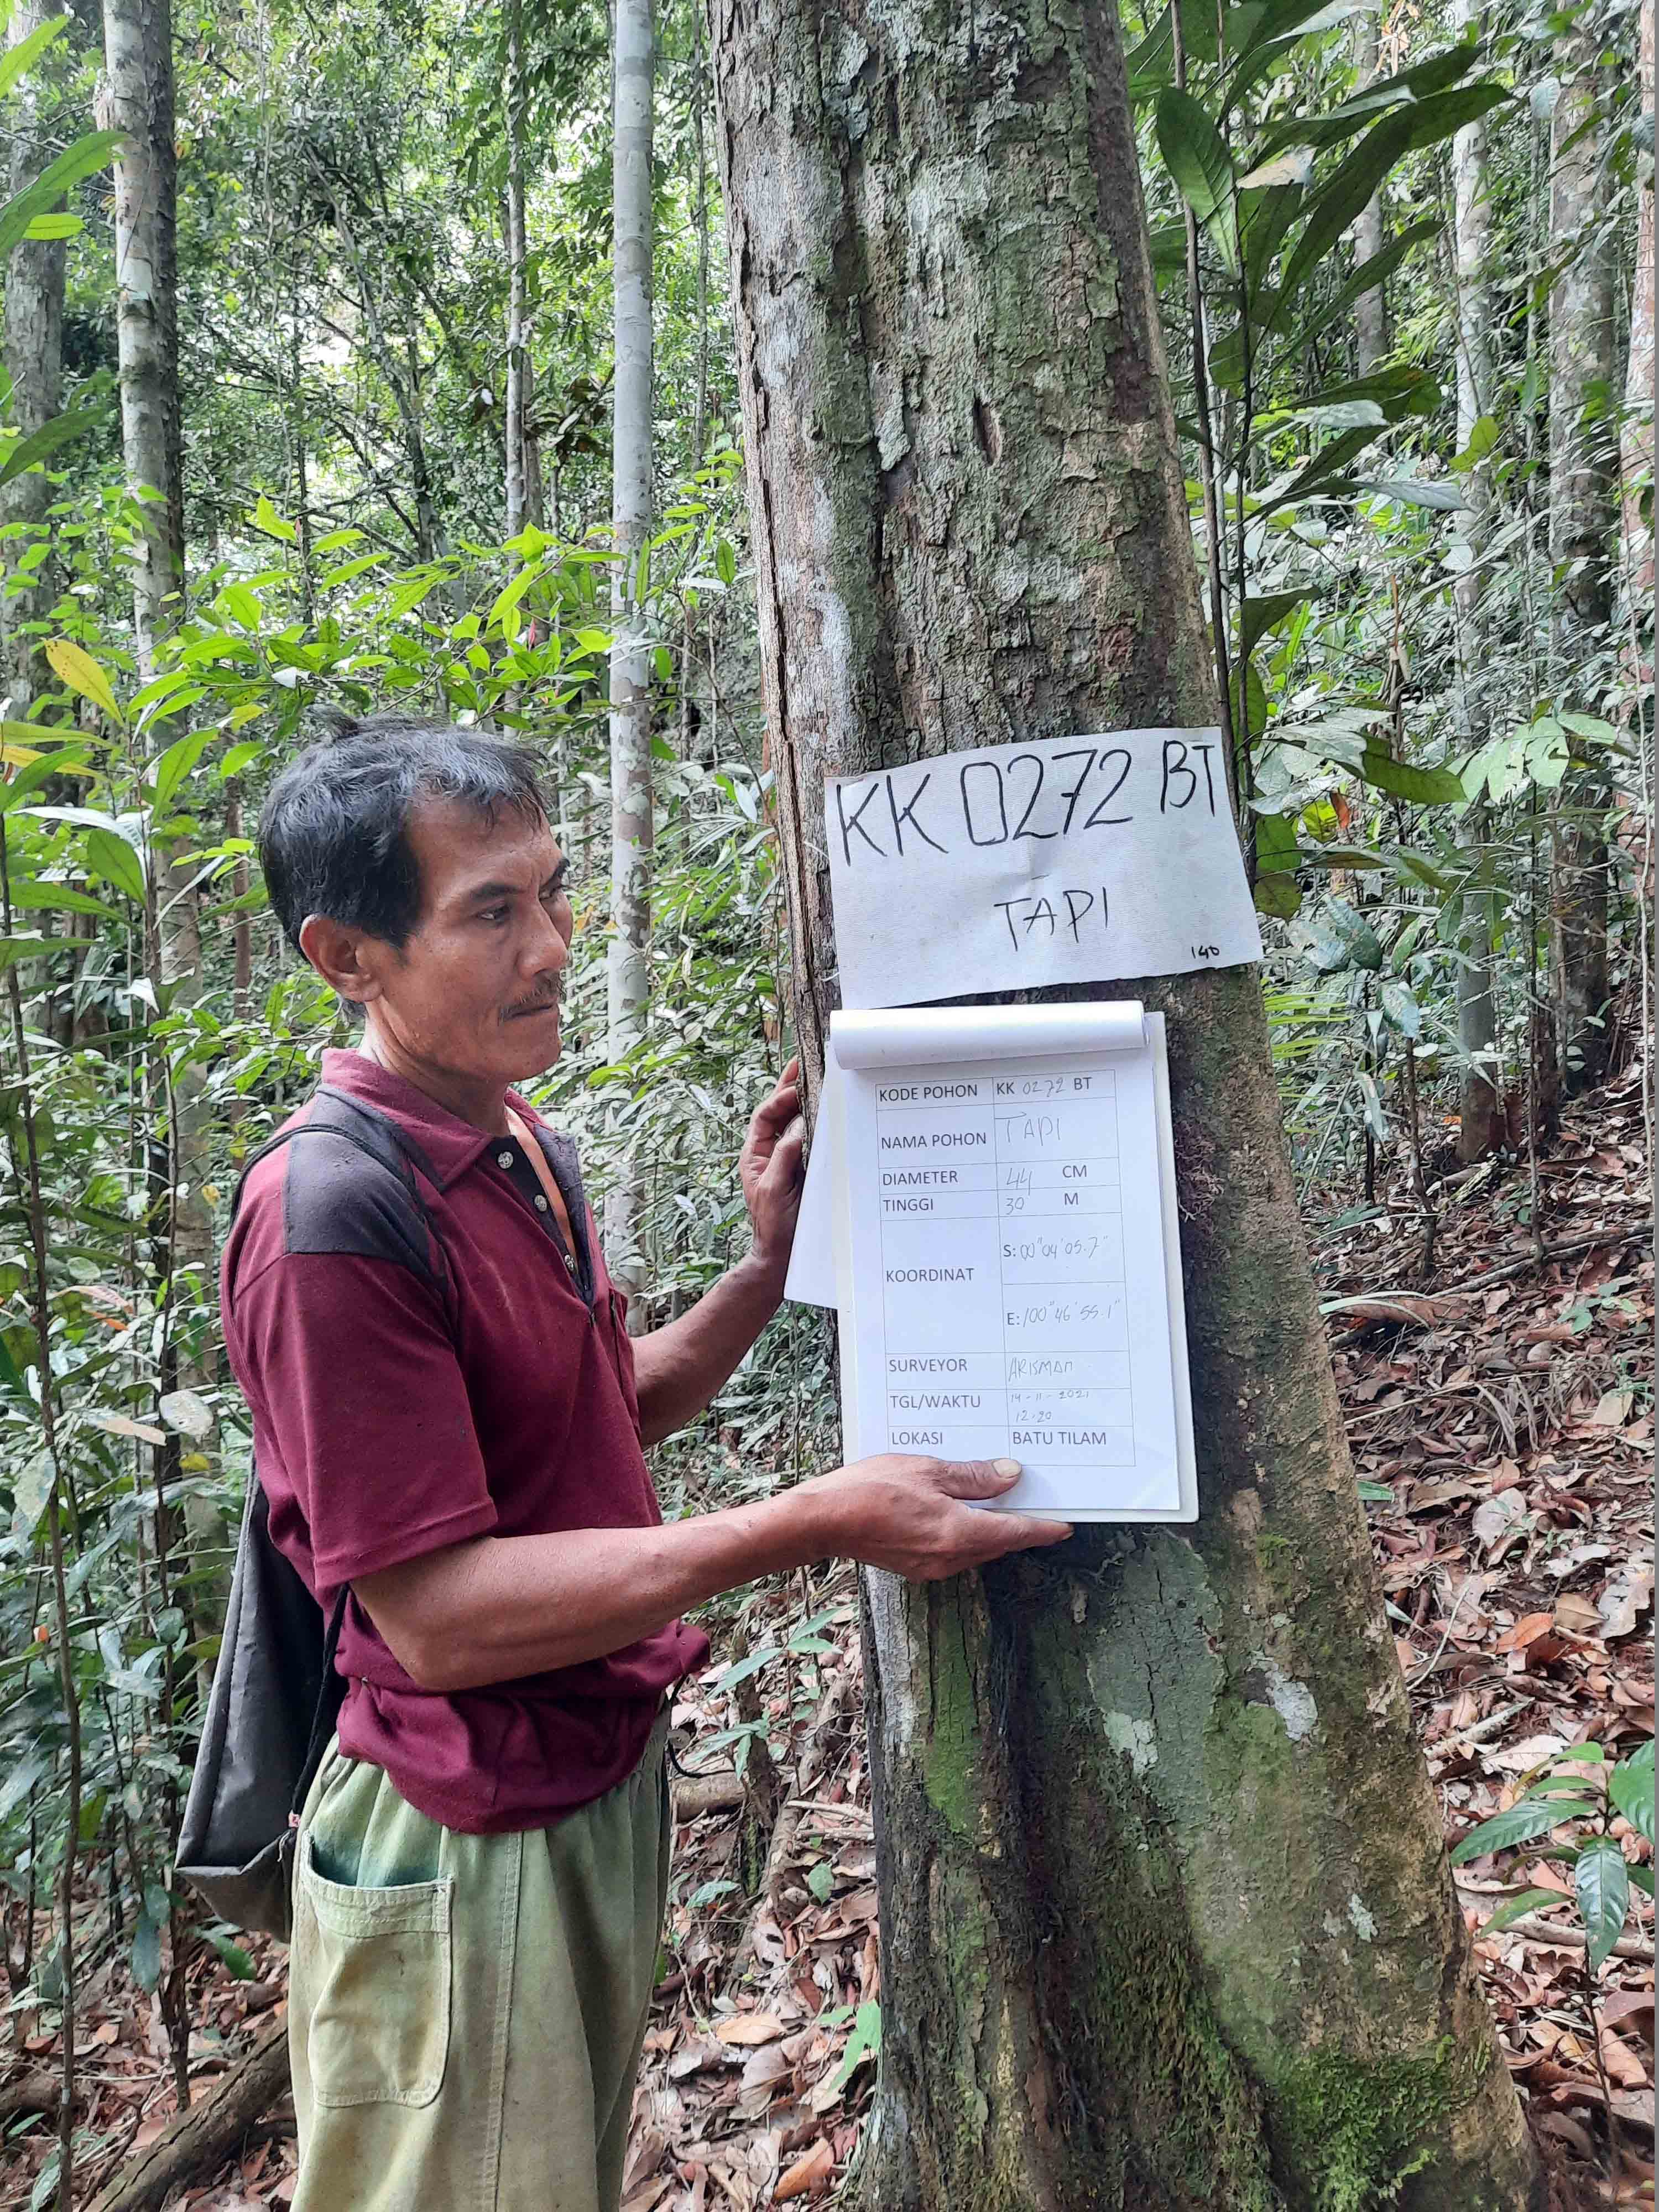 KK 0272 BT
TAPI
140
KODE POHON KK 0272 BT
NAMA POHON TAPI
DIAMETER 44 CM
TINGGI 30 M
KOORDINAT
S: 00°04'05.7"
E: 100°46'55.1"
SURVEYOR ARISMAN
TGL/WAKTU 14-11-2021
12.20
LOKASI BATU TILAM